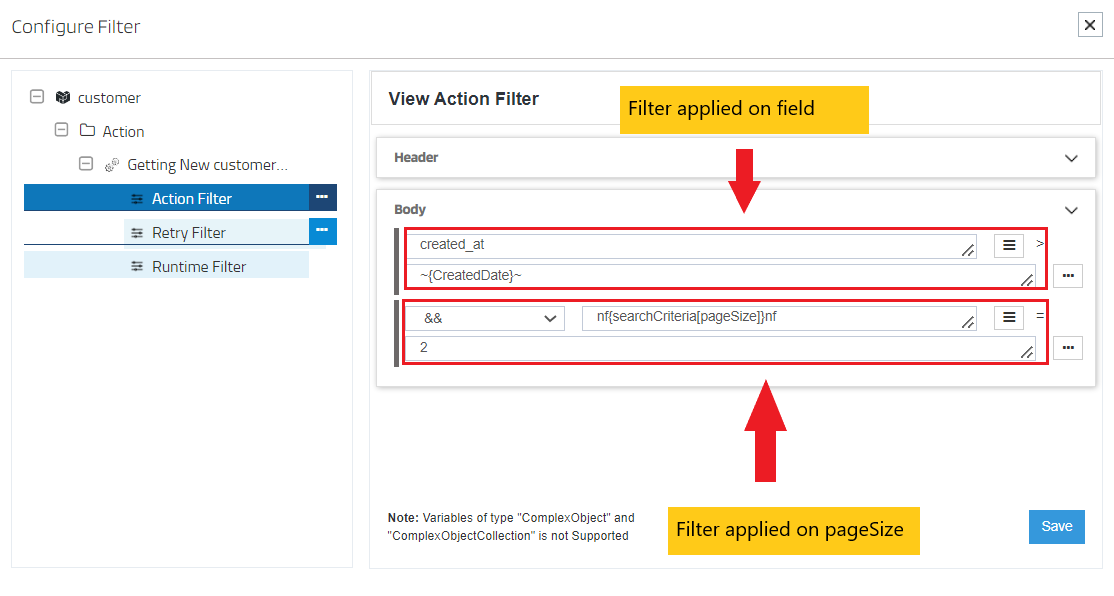 Configure Filter
customer
Action
Getting New customer...
Action Filter
Retry Filter
Runtime Filter
View Action Filter
Filter applied on field
Header
Body
created_at
>
~{CreatedDate}~
&&
nf{searchCriteria[pageSize]}nf
=
2
Note: Variables of type "ComplexObject" and
"ComplexObjectCollection" is not Supported
Filter applied on pageSize
Save